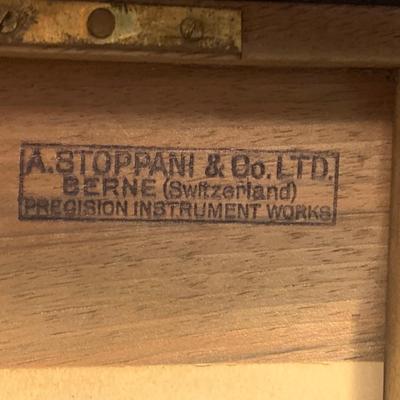 A. STOPPANI & Co. LTD.
BERNE (Switzerland)
PRECISION INSTRUMENT WORKS